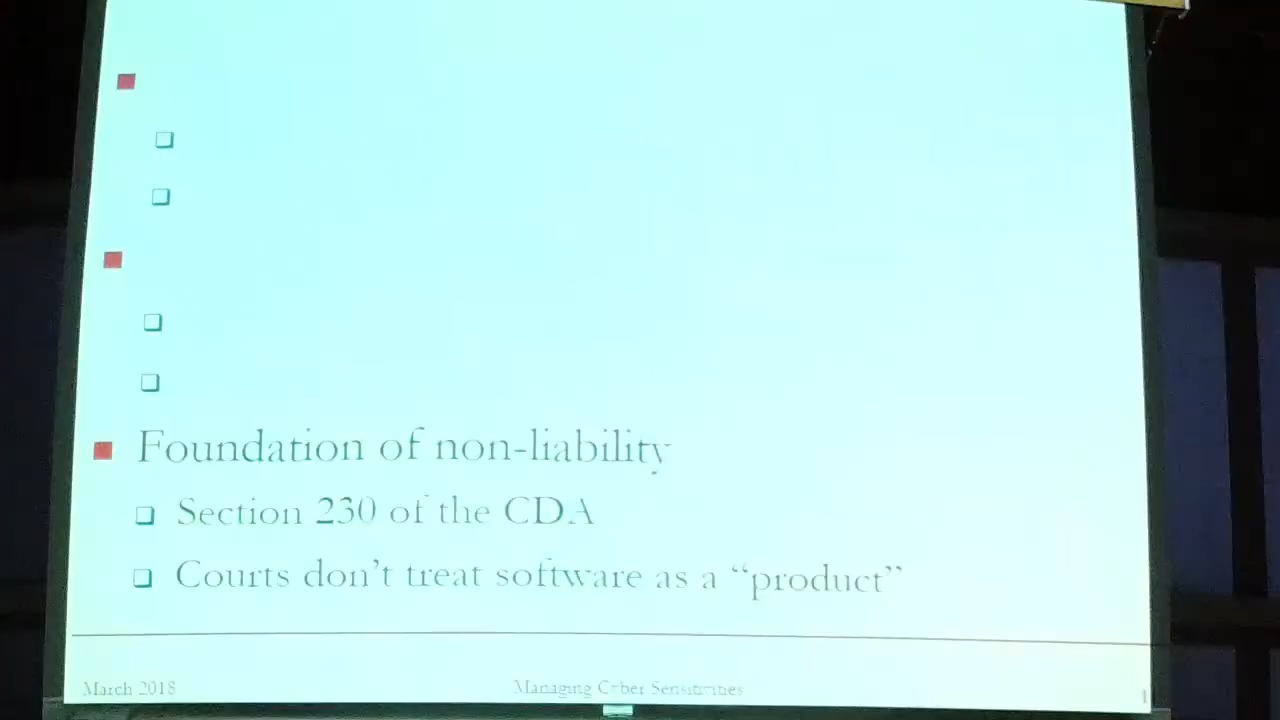 Foundation of non-liability
Section 230 of the CDA
Courts don't treat software as a “product”
March 2018
Managing Cyber Sensitivities